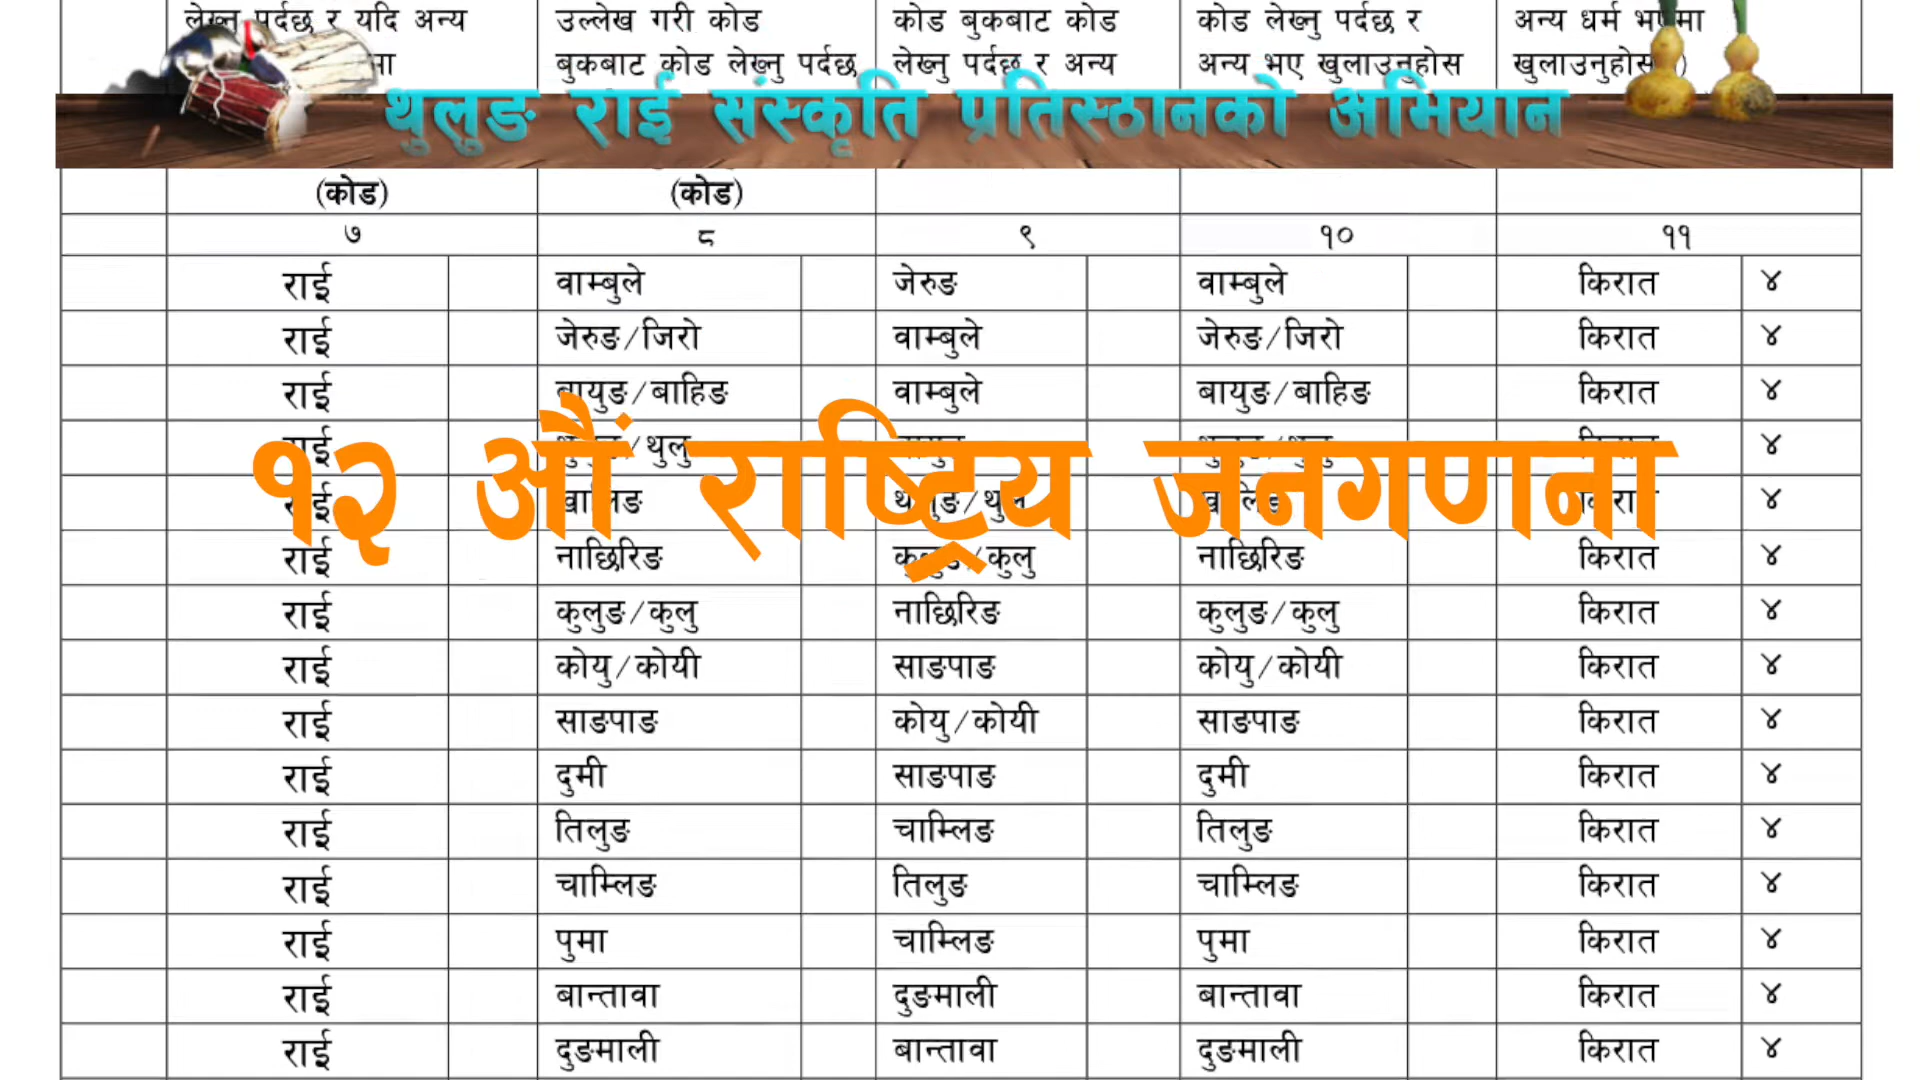 लेख्नु पर्दछ र यदि अन्य उल्लेख गरी कोड कोड बुकबाट कोड कोड लेख्नु पर्दछ र अन्य धर्म
बुकबाट कोड लेख्नु पर्दछ लेख्नु पर्दछ र अन्य अन्य भए खुलाउनुहोस खुलाउनुहोस
थुलुङ राई संस्कृति प्रतिस्ठानको अभियान
(कोड) (कोड)
७ ८ ९ १० ११
राई वाम्बुले जेरुङ वाम्बुले किरात ४
राई जेरुङ/जिरो वाम्बुले जेरुङ/जिरो किरात ४
राई बायुङ/बाहिङ वाम्बुले बायुङ/बाहिङ किरात ४
राई /थुलु ४
१२ औं राष्ट्रिय जनगणना
राई खालिङ थुलुङ/थुलु खालिङ किरात ४
राई नाछिरिङ कुलुङ/कुलु नाछिरिङ किरात ४
राई कुलुङ/कुलु नाछिरिङ कुलुङ/कुलु किरात ४
राई कोयु/कोयी साङपाङ कोयु/कोयी किरात ४
राई साङपाङ कोयु/कोयी साङपाङ किरात ४
राई दुमी साङपाङ दुमी किरात ४
राई तिलुङ चाम्लिङ तिलुङ किरात ४
राई चाम्लिङ तिलुङ चाम्लिङ किरात ४
राई पुमा चाम्लिङ पुमा किरात ४
राई बान्तावा दुङमाली बान्तावा किरात ४
राई दुङमाली बान्तावा दुङमाली किरात ४